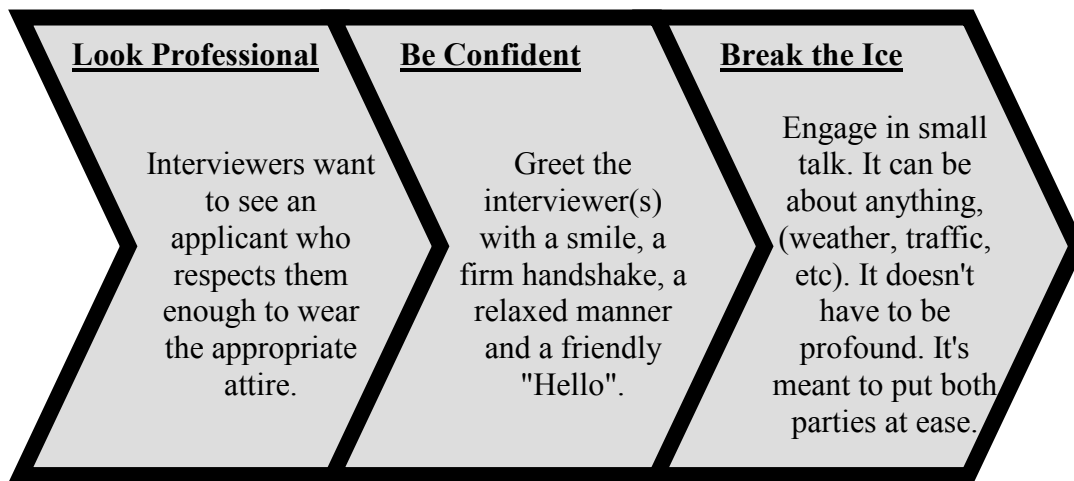 Look Professional
Interviewers want
to see an
applicant who
respects them
enough to wear
the appropriate
attire.
Be Confident
Greet the
interviewer(s)
with a smile, a
firm handshake, a
relaxed manner
and a friendly
"Hello".
Break the Ice
Engage in small
talk. It can be
about anything,
(weather, traffic,
etc). It doesn't
have to be
profound. It's
meant to put both
parties at ease.